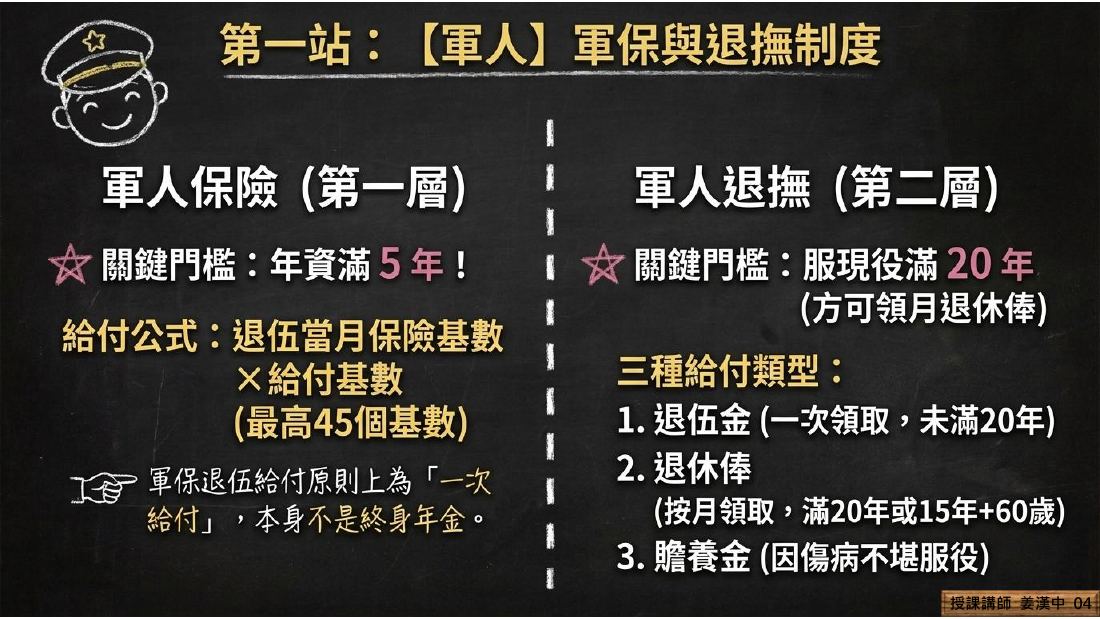 第一站：【軍人】軍保與退撫制度
軍人保險 (第一層)
關鍵門檻：年資滿 5 年！
給付公式：退伍當月保險基數
×給付基數
(最高45個基數)
軍保退伍給付原則上為「一次
給付」，本身不是終身年金。
軍人退撫 (第二層)
關鍵門檻：服現役滿 20 年
(方可領月退休俸)
三種給付類型：
1. 退伍金 (一次領取，未滿20年)
2. 退休俸
(按月領取，滿20年或15年+60歲)
3. 贍養金 (因傷病不堪服役)
授課講師 姜漢中 04